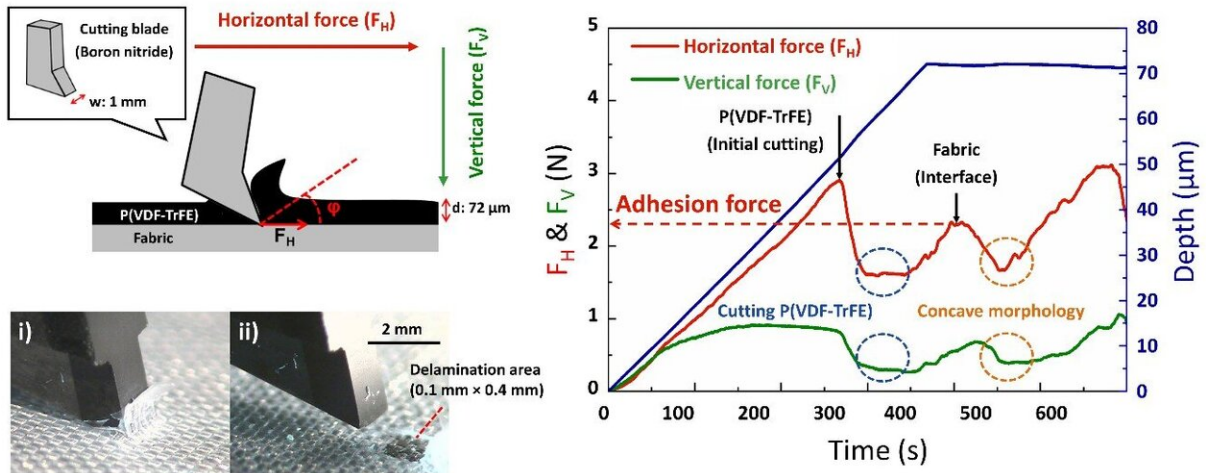 Cutting blade
(Boron nitride)
w: 1 mm
Horizontal force (F_H)
Vertical force (F_V)
P(VDF-TrFE)
Fabric
F_H
φ
d: 72 μm
i)
ii)
2 mm
Delamination area
(0.1 mm × 0.4 mm)
F_H & F_V (N)
5
4
3
2
1
0
Horizontal force (F_H)
Vertical force (F_V)
P(VDF-TrFE)
(Initial cutting)
Fabric
(Interface)
Adhesion force
Cutting P(VDF-TrFE)
Concave morphology
80
70
60
50
40
30
20
10
0
Depth (μm)
0 100 200 300 400 500 600
Time (s)